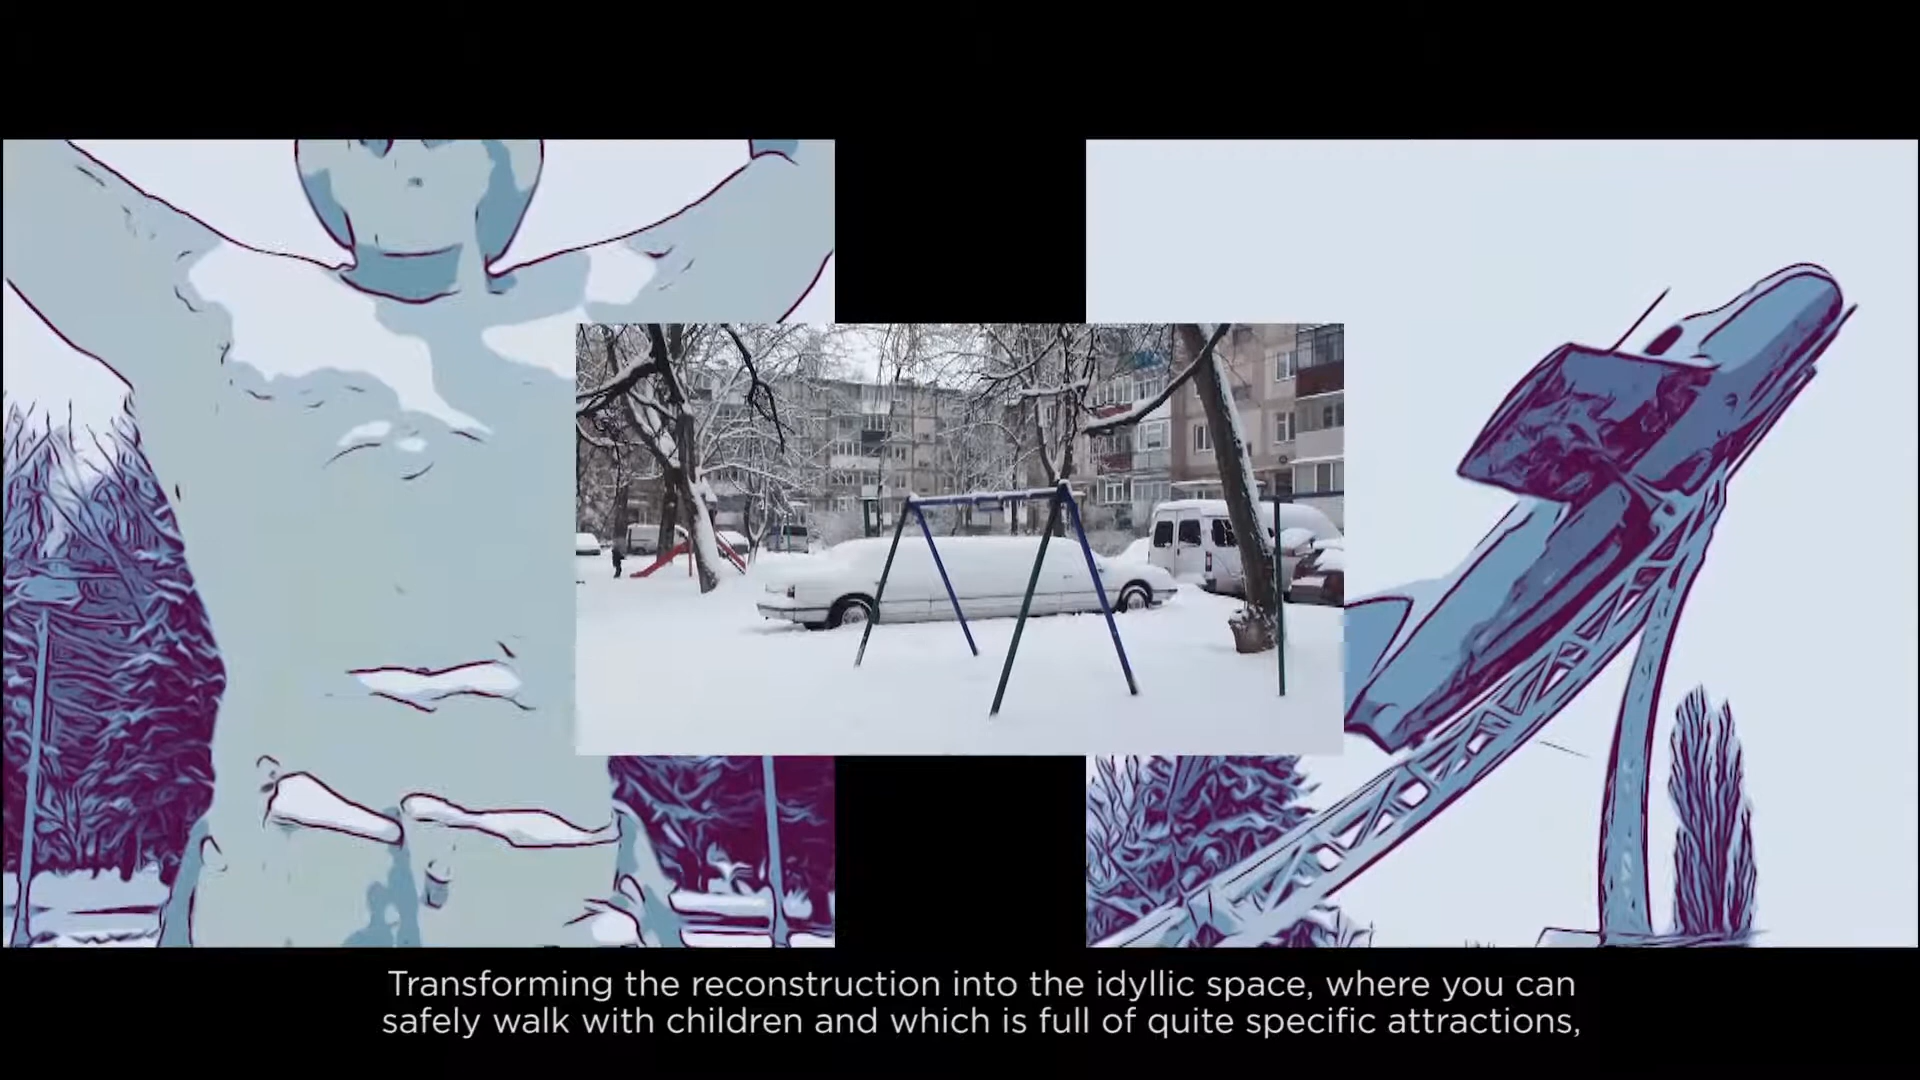 Transforming the reconstruction into the idyllic space, where you can
safely walk with children and which is full of quite specific attractions,